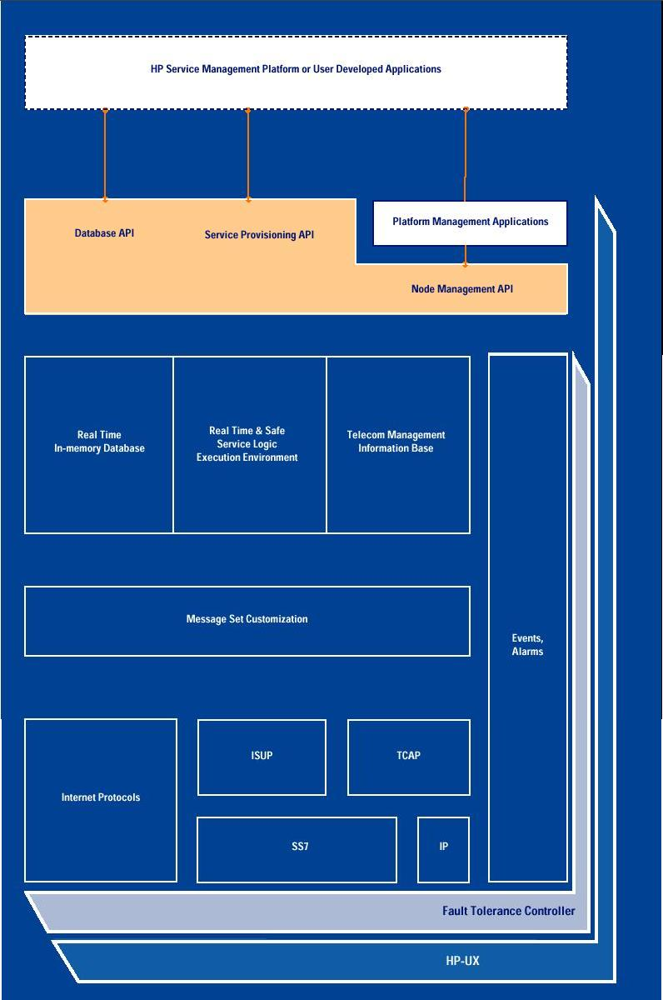 HP Service Management Platform or User Developed Applications
Database API
Service Provisioning API
Platform Management Applications
Node Management API
Real Time
In-memory Database
Real Time & Safe
Service Logic
Execution Environment
Telecom Management
Information Base
Message Set Customization
Events,
Alarms
Internet Protocols
ISUP
TCAP
SS7
IP
Fault Tolerance Controller
HP-UX